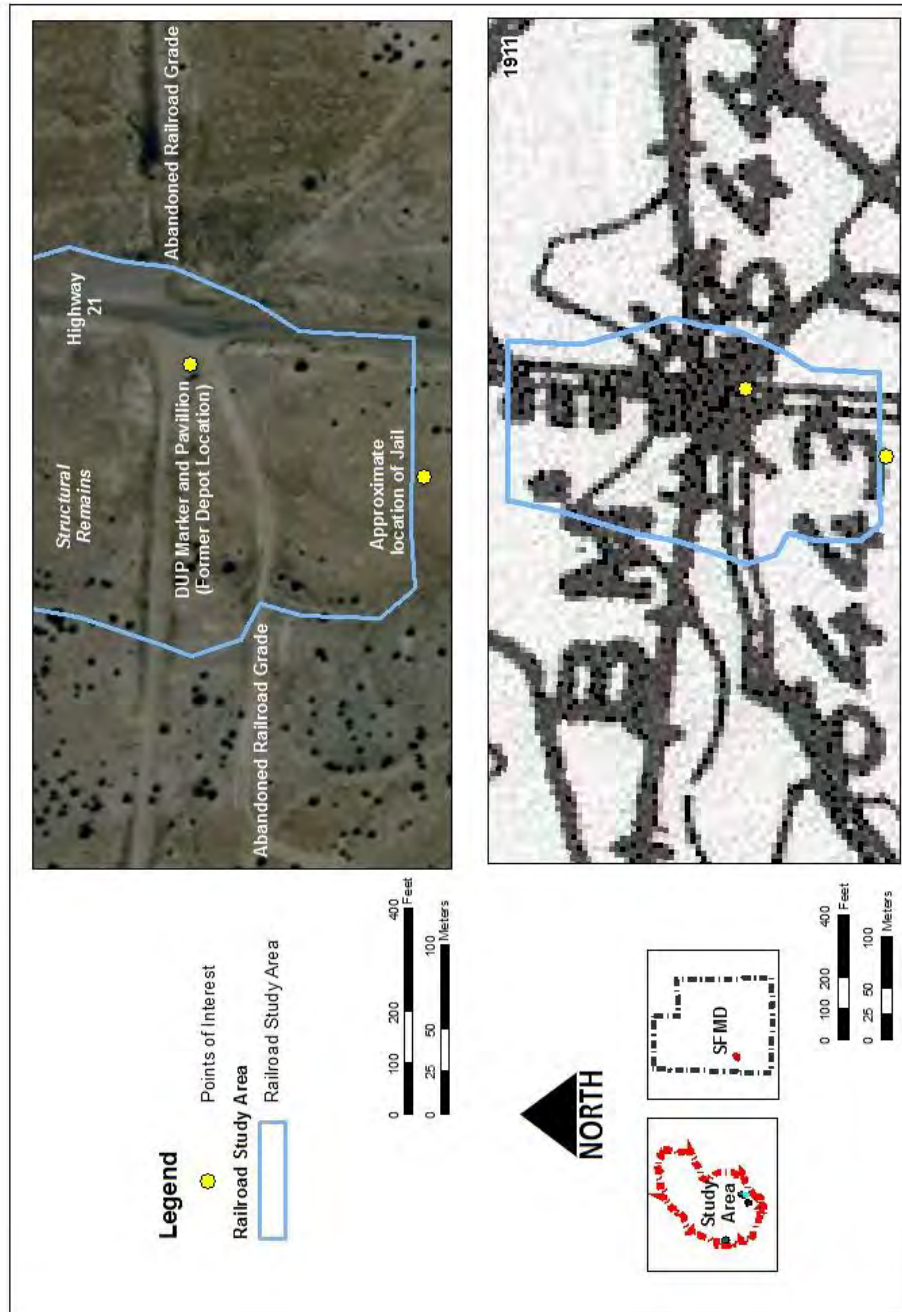 Highway
21
Structural
Remains
Abandoned Railroad Grade
DUP Marker and Pavillion
(Former Depot Location)
Approximate
location of Jail
Abandoned Railroad Grade
1911
Legend
Points of Interest
Railroad Study Area
Railroad Study Area
0 100 200 400
Feet
0 25 50 100
Meters
NORTH
Study
Area
SFMD
0 100 200 400
Feet
0 25 50 100
Meters